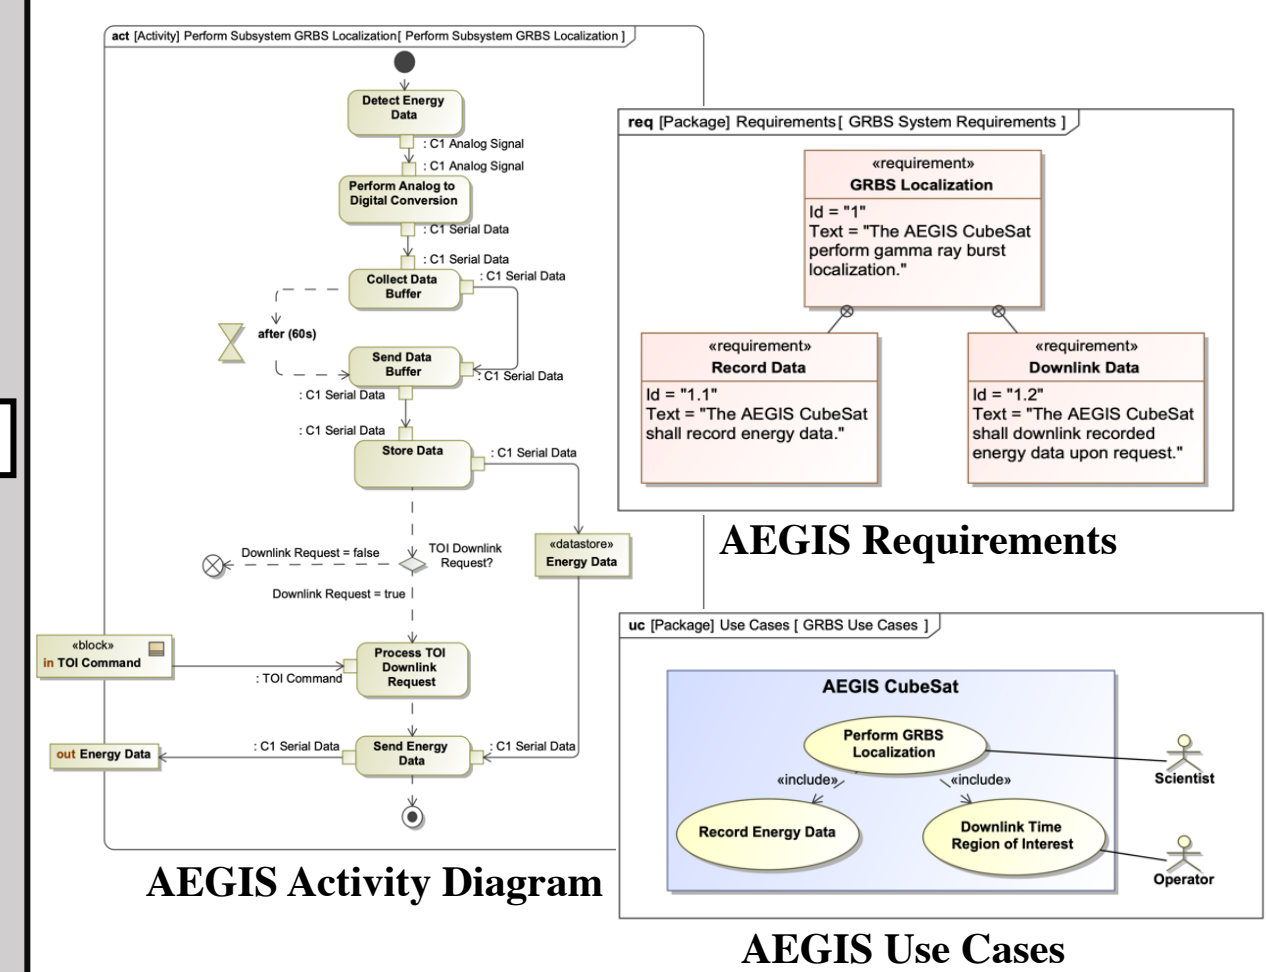 act [Activity] Perform Subsystem GRBS Localization[ Perform Subsystem GRBS Localization ]
Detect Energy
Data
: C1 Analog Signal
: C1 Analog Signal
Perform Analog to
Digital Conversion
: C1 Serial Data
: C1 Serial Data
Collect Data
Buffer
: C1 Serial Data
after (60s)
Send Data
Buffer
: C1 Serial Data
: C1 Serial Data
: C1 Serial Data
Store Data
: C1 Serial Data
«datastore»
Energy Data
TOI Downlink
Request?
Downlink Request = false
Downlink Request = true
«block»
in TOI Command
: TOI Command
Process TOI
Downlink
Request
out Energy Data
: C1 Serial Data
Send Energy
Data
: C1 Serial Data
AEGIS Activity Diagram
req [Package] Requirements[ GRBS System Requirements ]
«requirement»
GRBS Localization
Id = "1"
Text = "The AEGIS CubeSat
perform gamma ray burst
localization."
«requirement»
Record Data
Id = "1.1"
Text = "The AEGIS CubeSat
shall record energy data."
«requirement»
Downlink Data
Id = "1.2"
Text = "The AEGIS CubeSat
shall downlink recorded
energy data upon request."
AEGIS Requirements
uc [Package] Use Cases [ GRBS Use Cases ]
AEGIS CubeSat
Perform GRBS
Localization
«include»
«include»
Record Energy Data
Downlink Time
Region of Interest
Scientist
Operator
AEGIS Use Cases